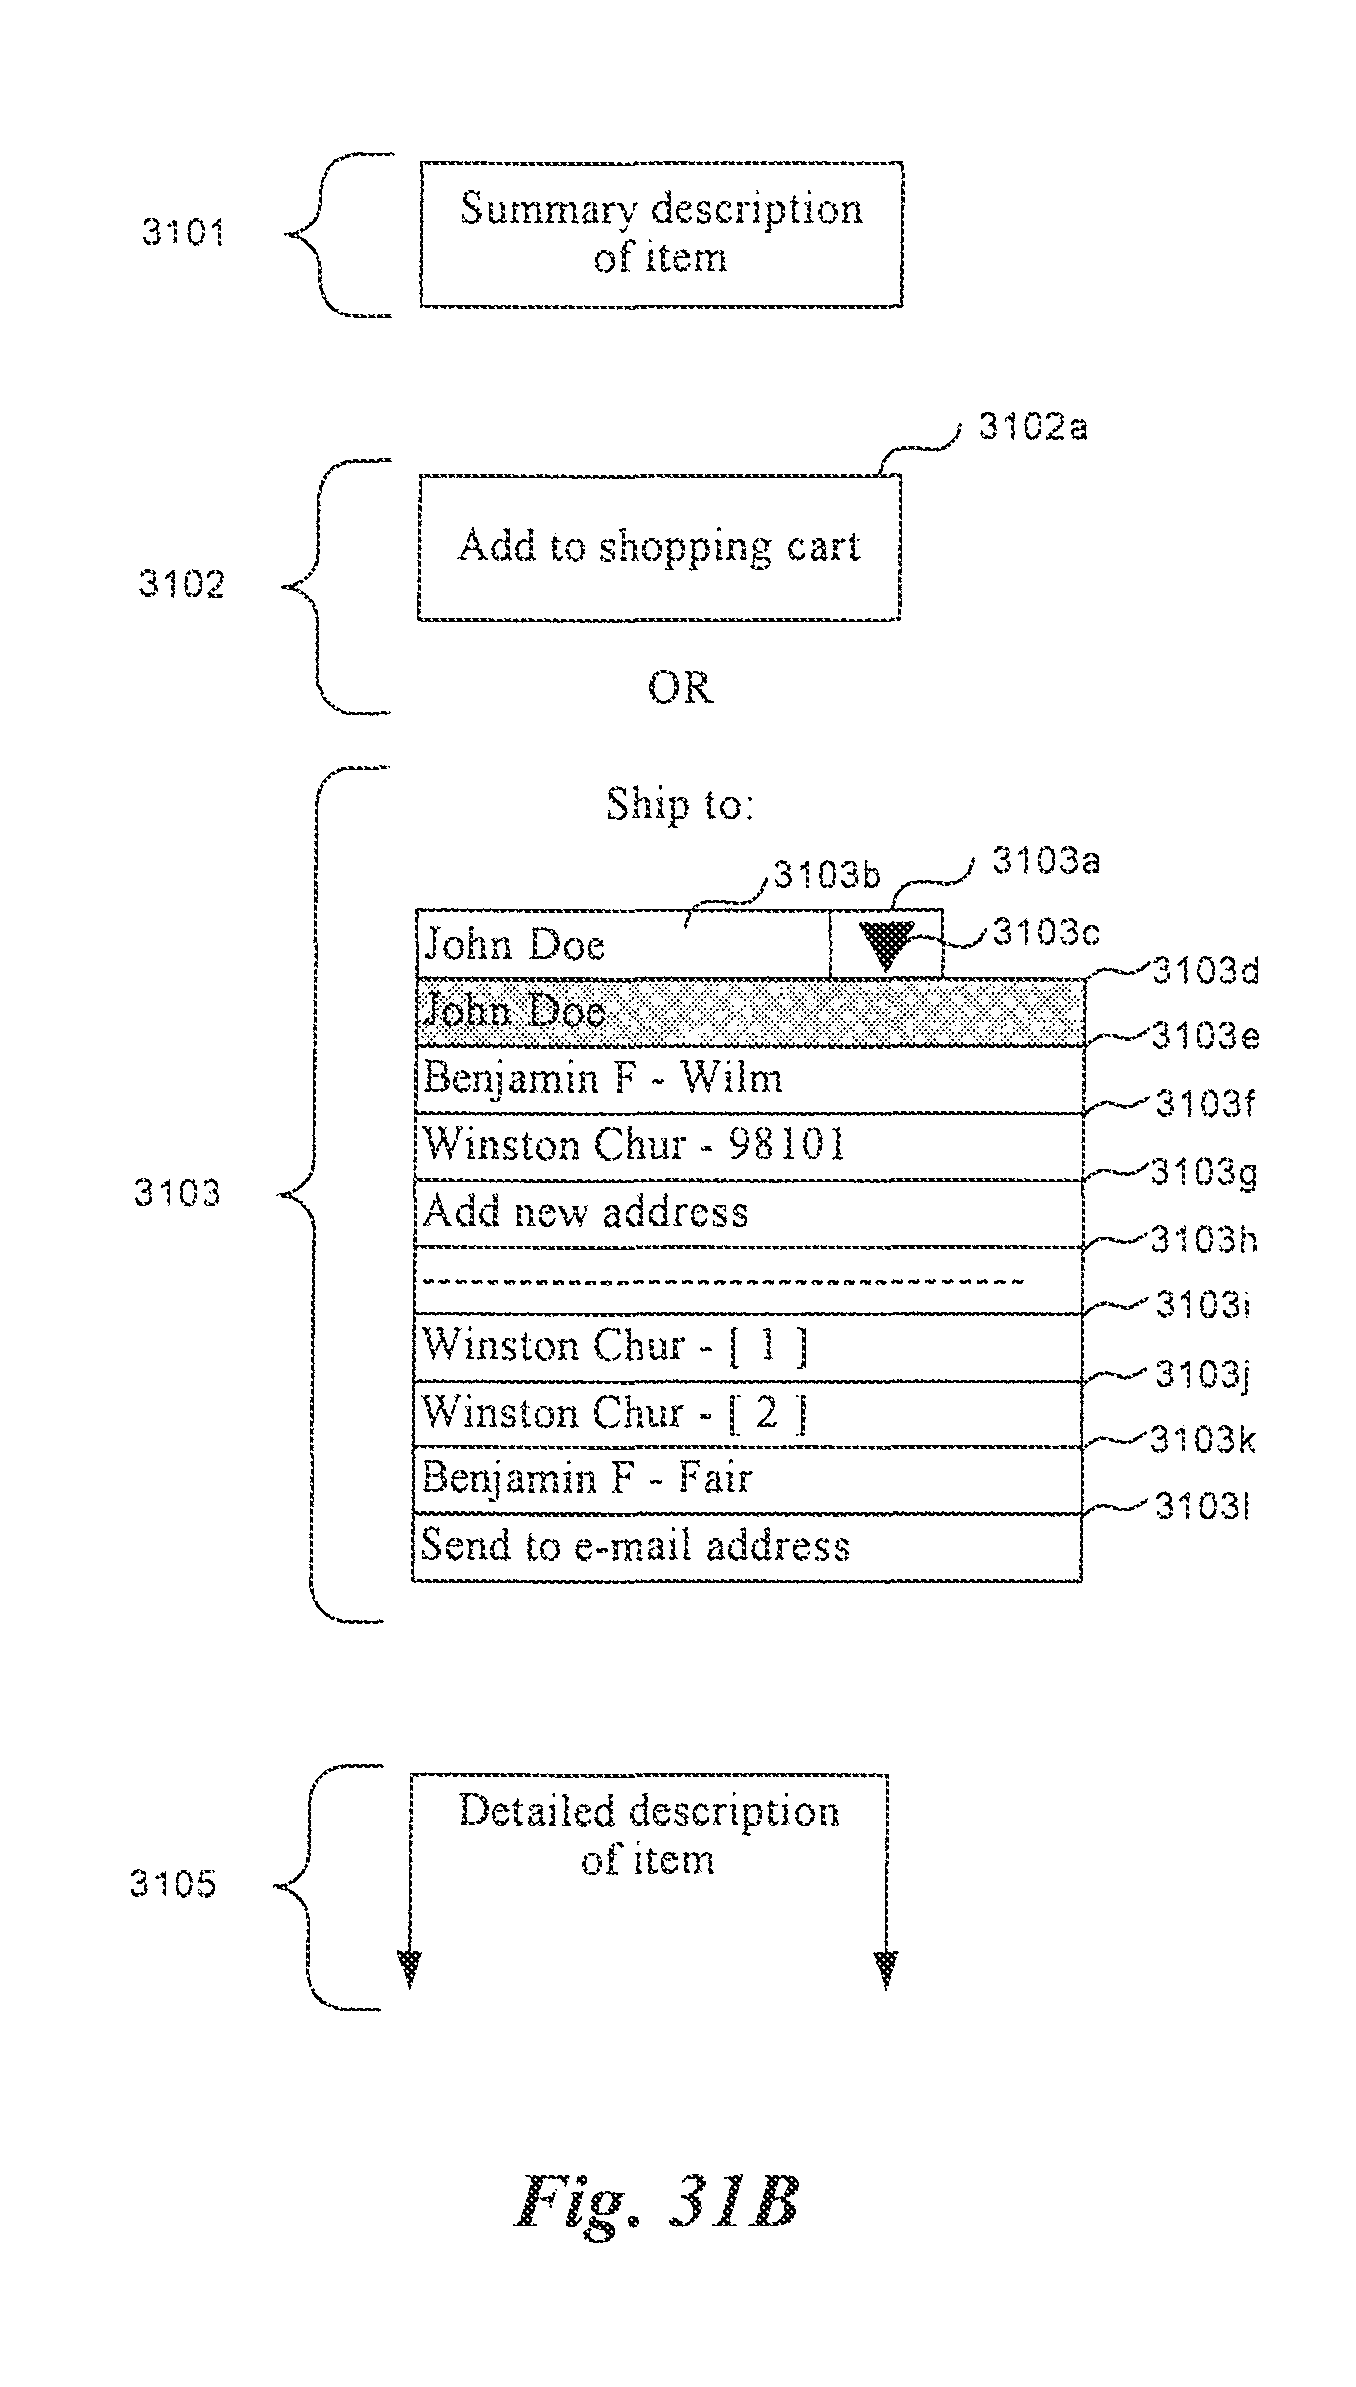 3101
Summary description
of item
3102a
3102
Add to shopping cart
OR
3103
Ship to:
3103b
3103a
John Doe
3103c
3103d
John Doe
3103e
Benjamin F - Wilm
3103f
Winston Chur - 98101
3103g
Add new address
3103h
-------------------------------------
3103i
Winston Chur - [ 1 ]
3103j
Winston Chur - [ 2 ]
3103k
Benjamin F - Fair
3103l
Send to e-mail address
3105
Detailed description
of item
Fig. 31B